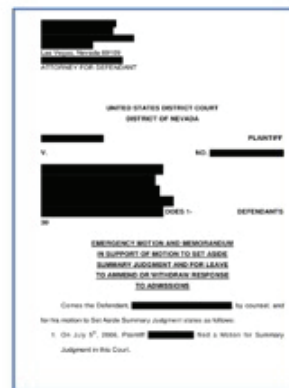 Las Vegas, Nevada 89109
ATTORNEY FOR DEFENDANT
UNITED STATES DISTRICT COURT
DISTRICT OF NEVADA
PLAINTIFF
V. NO.
DOES 1- DEFENDANTS
EMERGENCY MOTION AND MEMORANDUM
IN SUPPORT OF MOTION TO SET ASIDE
SUMMARY JUDGMENT AND FOR LEAVE
TO AMMEND OR WITHDRAW RESPONSE
TO ADMISSIONS
Comes the Defendant, by counsel, and
for his motion to Set Aside Summary Judgment states as follows:
1. On July 5th, 2006, Plaintiff filed a Motion for Summary
Judgment in this Court.